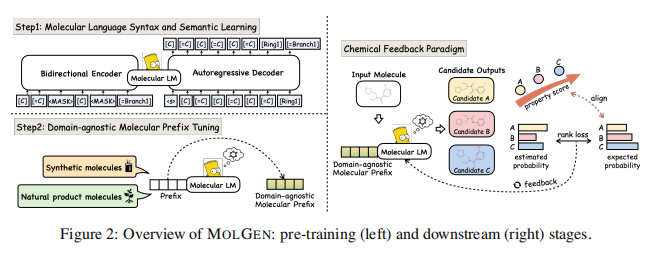 Step1: Molecular Language Syntax and Semantic Learning
[C] [=C] [C] [=C] [C] [=C] [Ring1] [=Branch1]
Bidirectional Encoder
Molecular LM
Autoregressive Decoder
[C] [=C] <MASK> [C] <MASK> [=Branch1]
<s> [C] [=C] [C] [=C] [C] [=C] [Ring1]
Step2: Domain-agnostic Molecular Prefix Tuning
Synthetic molecules
Natural product molecules
Prefix
Molecular LM
Domain-agnostic
Molecular Prefix
Chemical Feedback Paradigm
Input Molecule
Domain-agnostic
Molecular Prefix
Molecular LM
Candidate Outputs
Candidate A
Candidate B
Candidate C
A
B
C
property score
align
A
B
C
estimated
probability
rank loss
feedback
A
B
C
expected
probability
Figure 2: Overview of MOLGEN: pre-training (left) and downstream (right) stages.